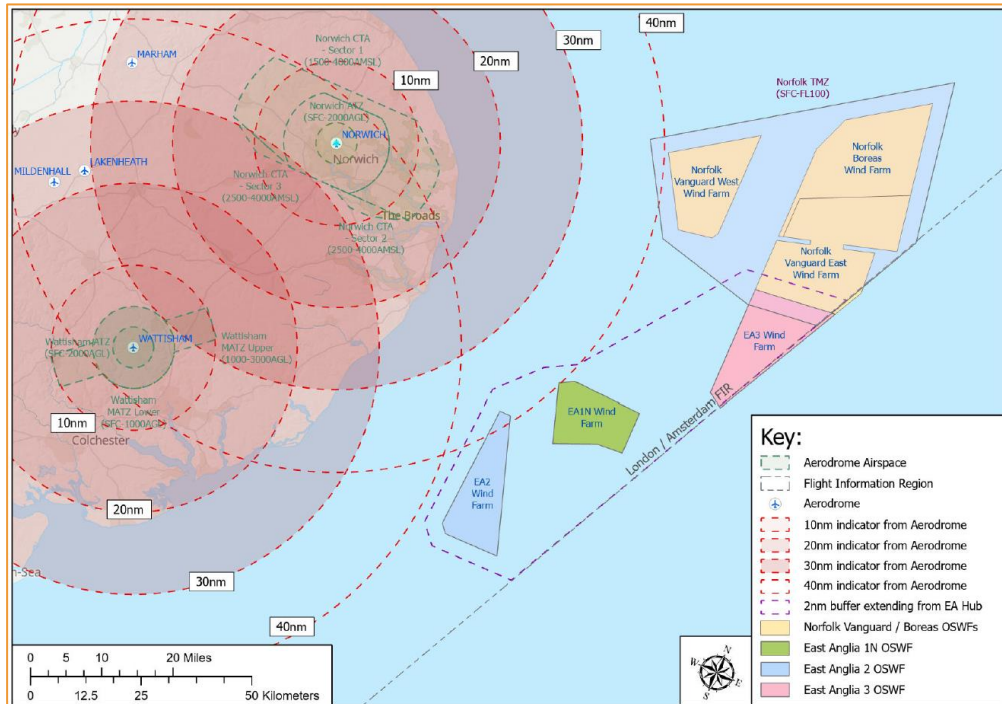 40nm
30nm
20nm
10nm
MARHAM
Norwich CTA
- Sector 1
(1500-4000AMSL)
Norwich ATZ
(SFC-2000AGL)
NORWICH
Norwich
LAKENHEATH
MILDENHALL
Norwich CTA
- Sector 3
(2500-4000AMSL)
The Broads
Norwich CTA
- Sector 2
(2500-4000AMSL)
Norfolk TMZ
(SFC-FL100)
Norfolk
Vanguard West
Wind Farm
Norfolk
Boreas
Wind Farm
Norfolk
Vanguard East
Wind Farm
EA3 Wind
Farm
London / Amsterdam FIR
EA1N Wind
Farm
EA2
Wind
Farm
Wattisham ATZ
(SFC-2000AGL)
WATTISHAM
Wattisham
MATZ Upper
(1000-3000AGL)
Wattisham
MATZ Lower
(SFC-1000AGL)
10nm
Colchester
20nm
30nm
40nm
n-Sea
0 5 10 20 Miles
0 12.5 25 50 Kilometers
N
E
S
W
Key:
Aerodrome Airspace
Flight Information Region
Aerodrome
10nm indicator from Aerodrome
20nm indicator from Aerodrome
30nm indicator from Aerodrome
40nm indicator from Aerodrome
2nm buffer extending from EA Hub
Norfolk Vanguard / Boreas OSWFs
East Anglia 1N OSWF
East Anglia 2 OSWF
East Anglia 3 OSWF